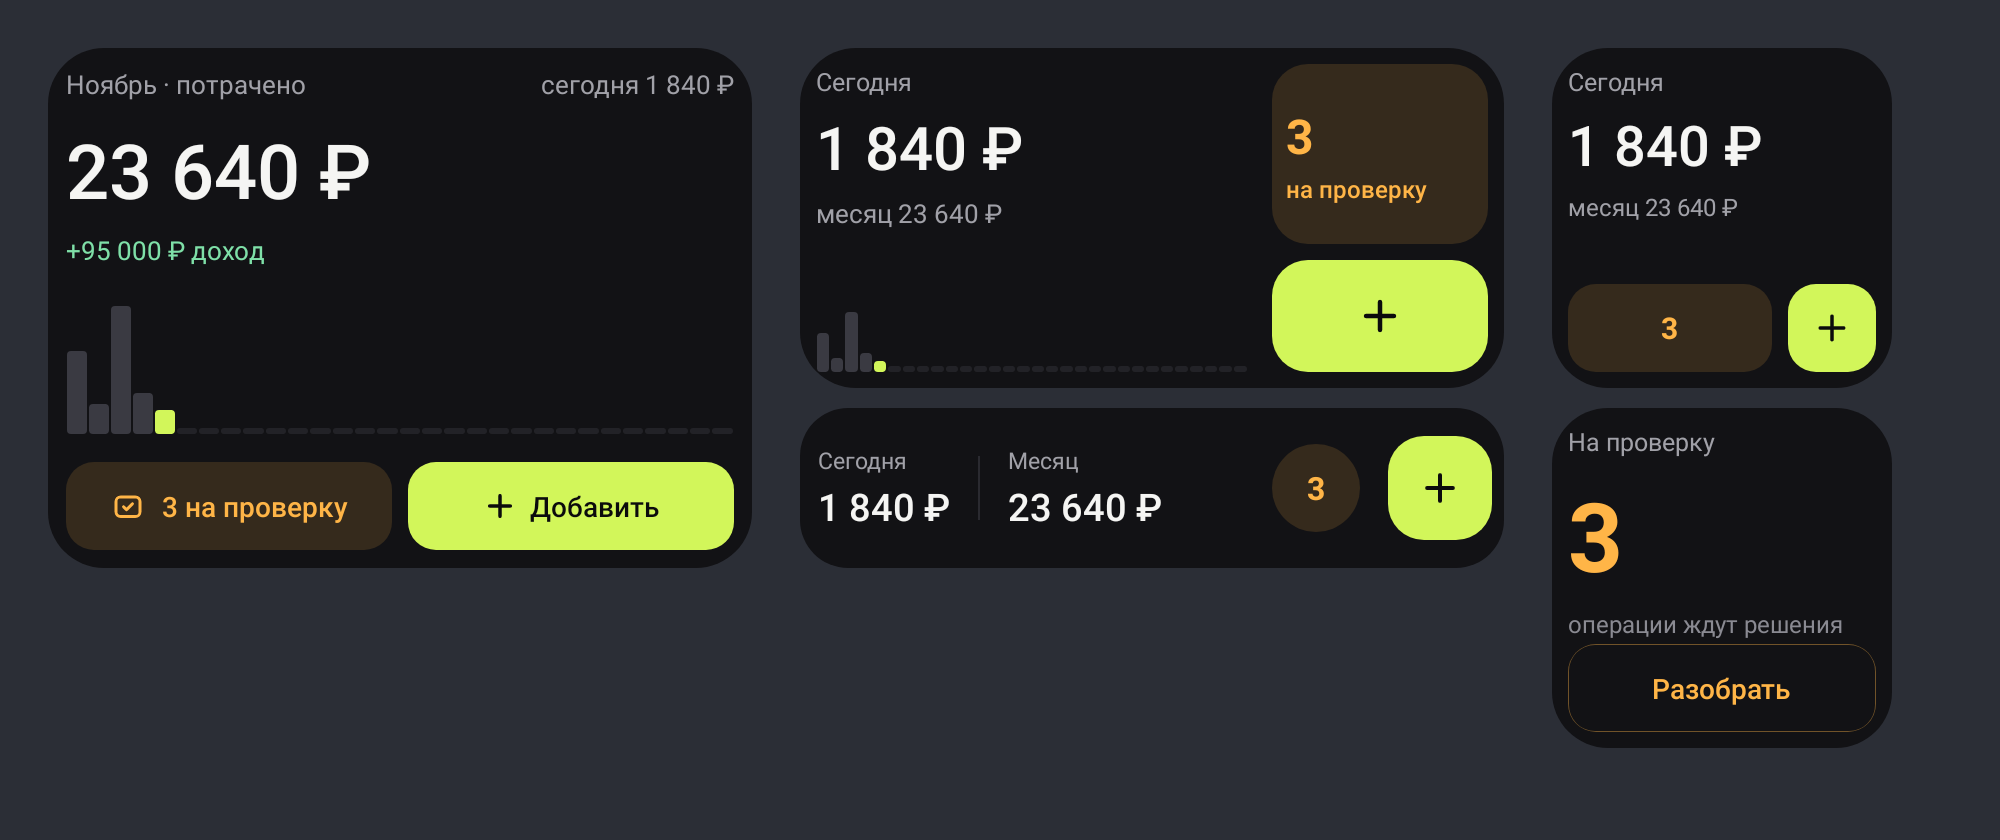 Ноябрь · потрачено
сегодня 1 840 ₽
23 640 ₽
+95 000 ₽ доход
3 на проверку
Добавить
Сегодня
1 840 ₽
месяц 23 640 ₽
3
на проверку
Сегодня
1 840 ₽
Месяц
23 640 ₽
3
Сегодня
1 840 ₽
месяц 23 640 ₽
3
На проверку
3
операции ждут решения
Разобрать